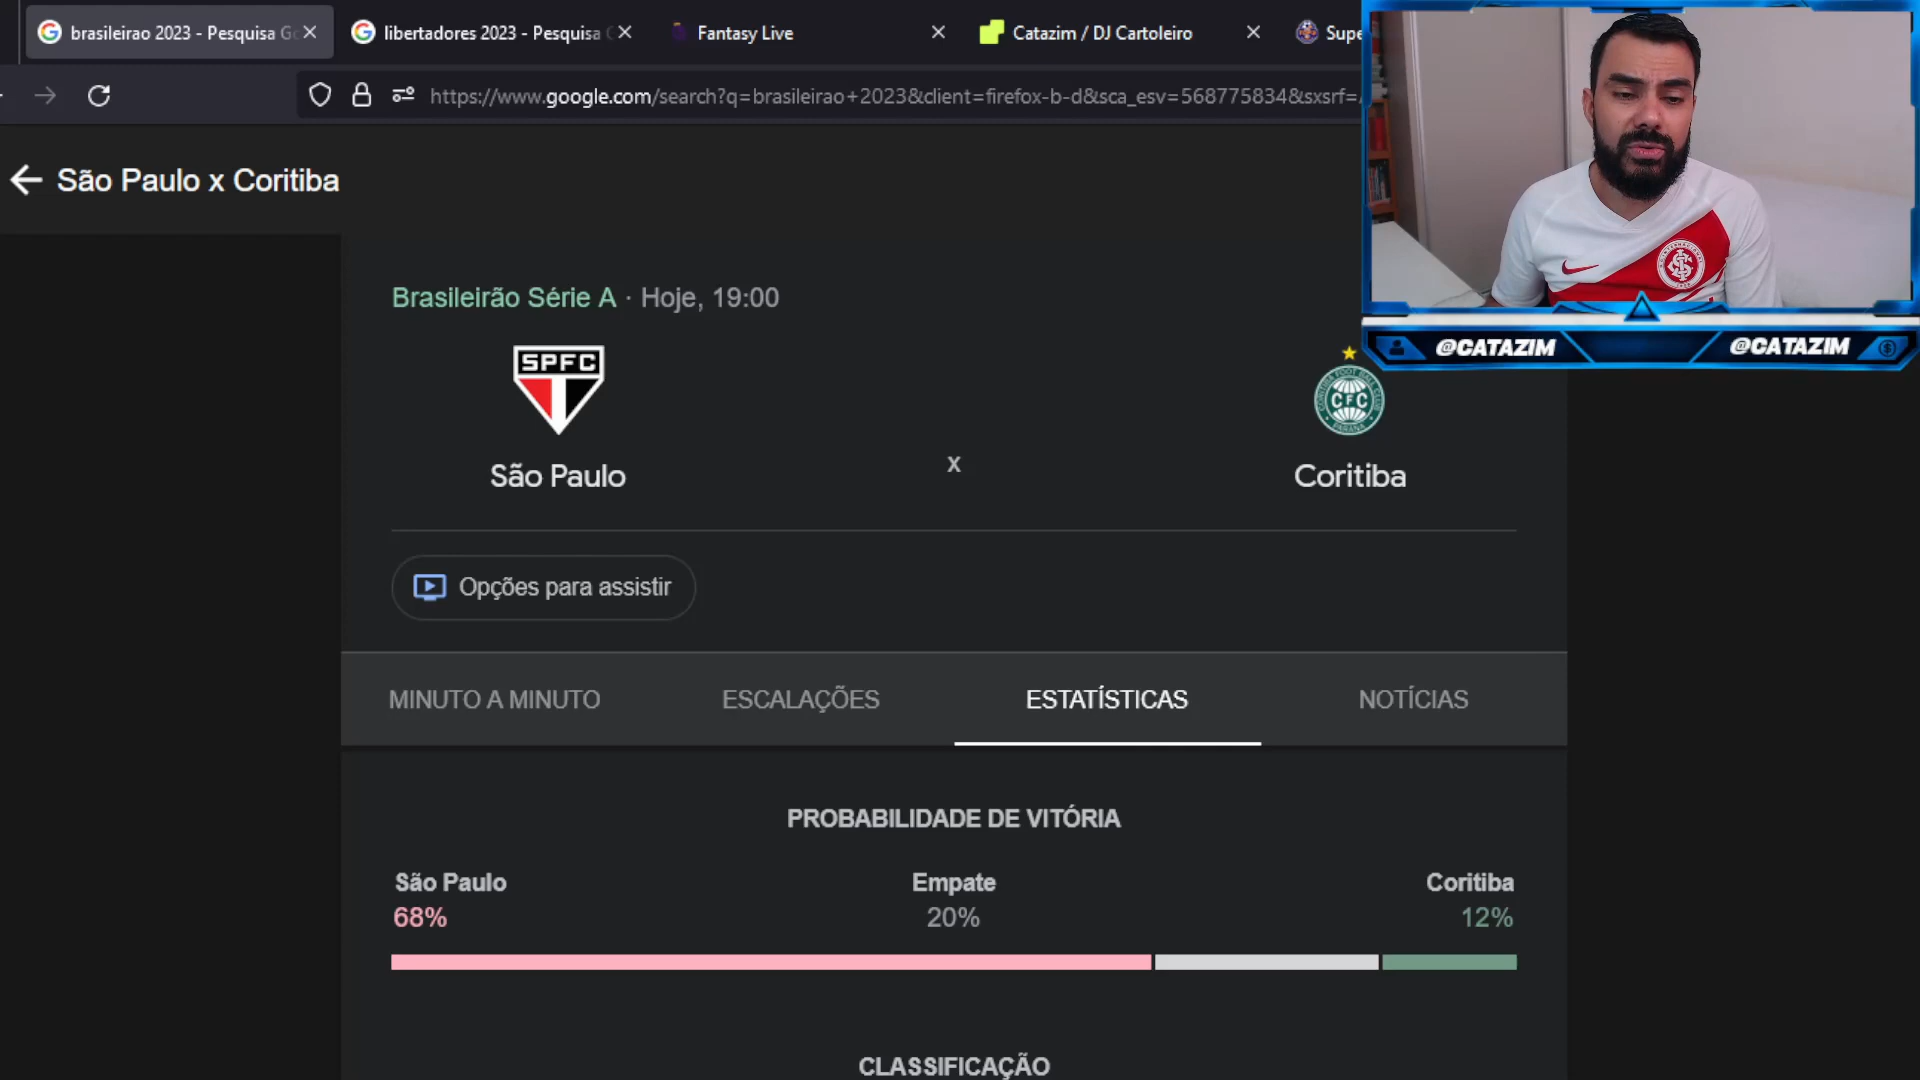 brasileirao 2023 - Pesquisa G
libertadores 2023 - Pesquisa
Fantasy Live
Catazim / DJ Cartoleiro
Supe
https://www.google.com/search?q=brasileirao+2023&client=firefox-b-d&sca_esv=568775834&sxsrf=
São Paulo x Coritiba
Brasileirão Série A · Hoje, 19:00
SPFC
CFC
São Paulo
x
Coritiba
@CATAZIM
@CATAZIM
Opções para assistir
MINUTO A MINUTO
ESCALAÇÕES
ESTATÍSTICAS
NOTÍCIAS
PROBABILIDADE DE VITÓRIA
São Paulo
Empate
Coritiba
68%
20%
12%
CLASSIFICAÇÃO